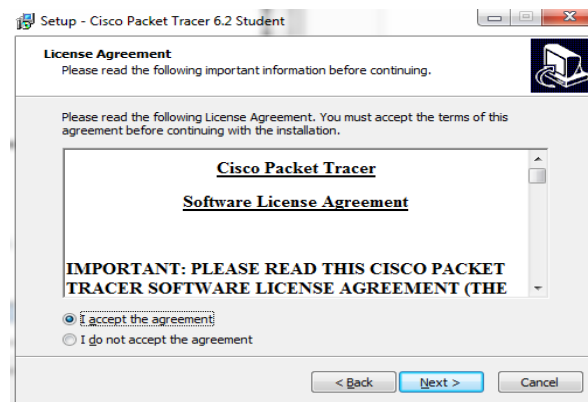 Setup - Cisco Packet Tracer 6.2 Student
License Agreement
Please read the following important information before continuing.
Please read the following License Agreement. You must accept the terms of this
agreement before continuing with the installation.
Cisco Packet Tracer
Software License Agreement
IMPORTANT: PLEASE READ THIS CISCO PACKET
TRACER SOFTWARE LICENSE AGREEMENT (THE
I accept the agreement
I do not accept the agreement
< Back
Next >
Cancel